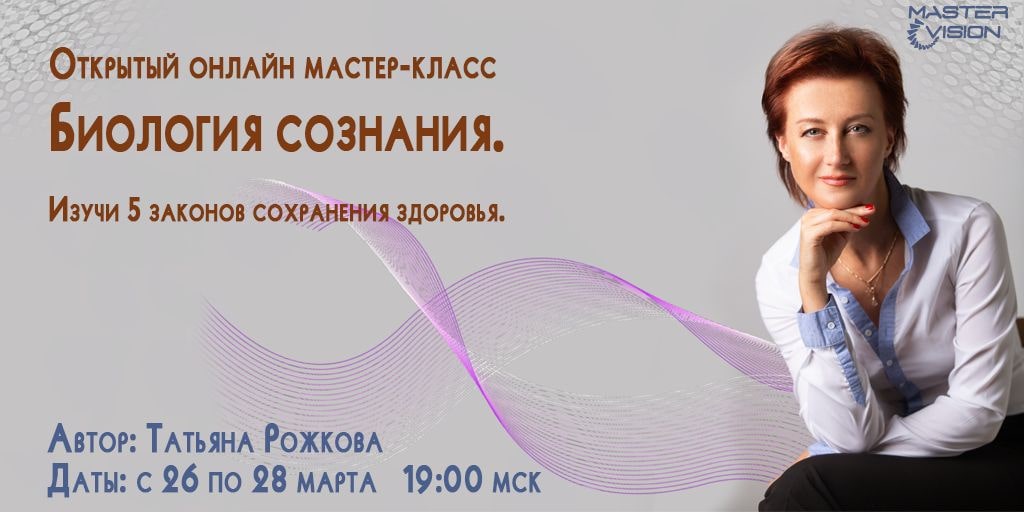 MASTER
VISION
Открытый онлайн мастер-класс
Биология сознания.
Изучи 5 законов сохранения здоровья.
Автор: Татьяна Рожкова
Даты: с 26 по 28 марта 19:00 мск